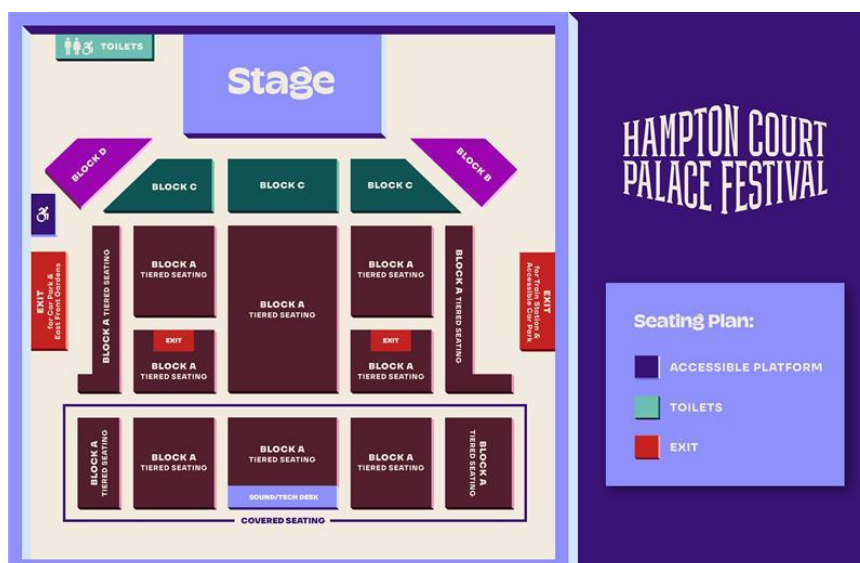 TOILETS
Stage
BLOCK D
BLOCK B
BLOCK C
BLOCK C
BLOCK C
BLOCK A
TIERED SEATING
BLOCK A
TIERED SEATING
BLOCK A
TIERED SEATING
BLOCK A
TIERED SEATING
BLOCK A TIERED SEATING
EXIT
for Car Park &
East Front Gardens
EXIT
for Train Station &
Accessible Car Park
EXIT
BLOCK A
TIERED SEATING
EXIT
BLOCK A
TIERED SEATING
BLOCK A
TIERED SEATING
BLOCK A
TIERED SEATING
BLOCK A
TIERED SEATING
SOUND/TECH DESK
BLOCK A
TIERED SEATING
BLOCK A
TIERED SEATING
COVERED SEATING
HAMPTON COURT
PALACE FESTIVAL
Seating Plan:
ACCESSIBLE PLATFORM
TOILETS
EXIT